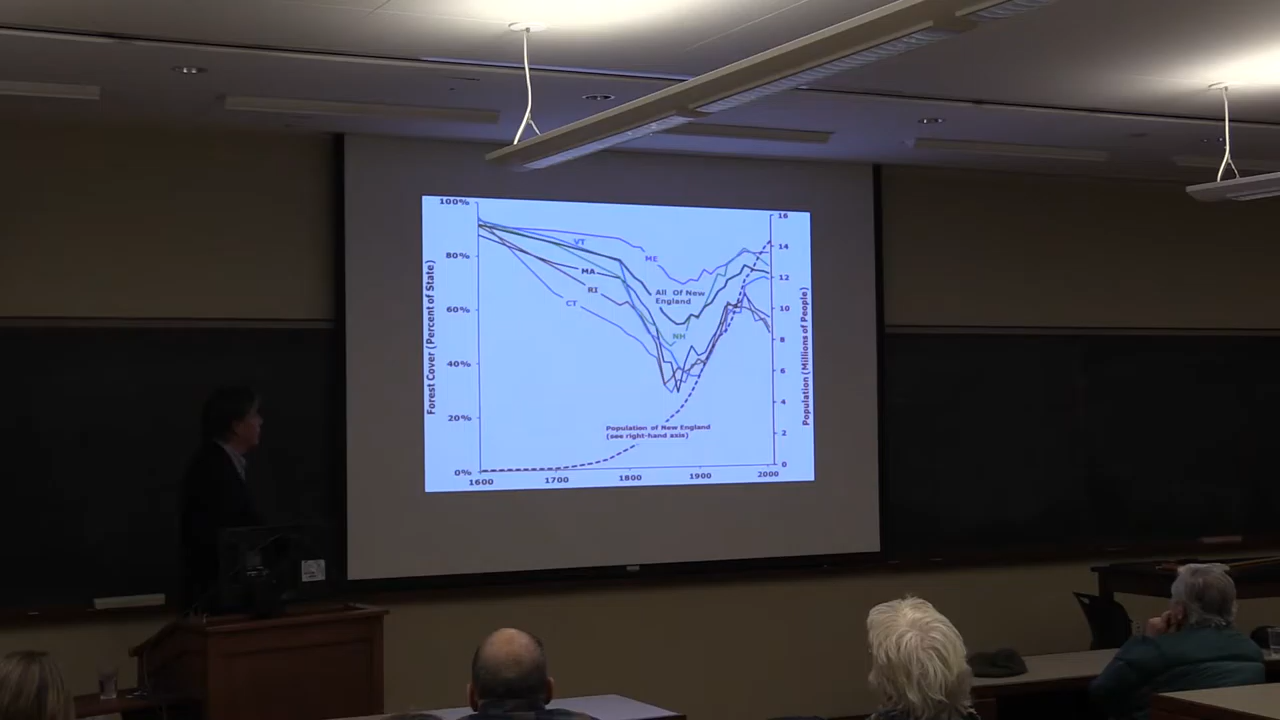 100%
80%
60%
40%
20%
0%
Forest Cover (Percent of State)
1600
1700
1800
1900
2000
16
14
12
10
8
6
4
2
0
Population (Millions of People)
VT
ME
MA
RI
CT
All Of New
England
NH
Population of New England
(see right-hand axis)